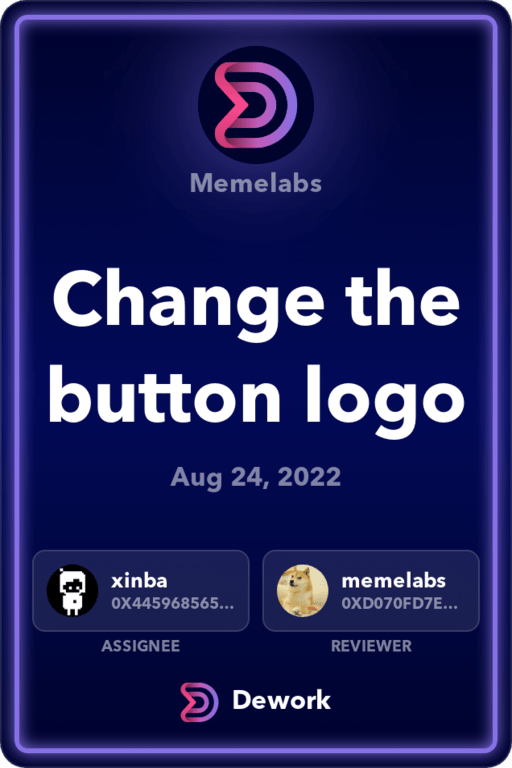 Memelabs
Change the
button logo
Aug 24, 2022
xinba
0X445968565...
ASSIGNEE
memelabs
0XD070FD7E...
REVIEWER
Dework